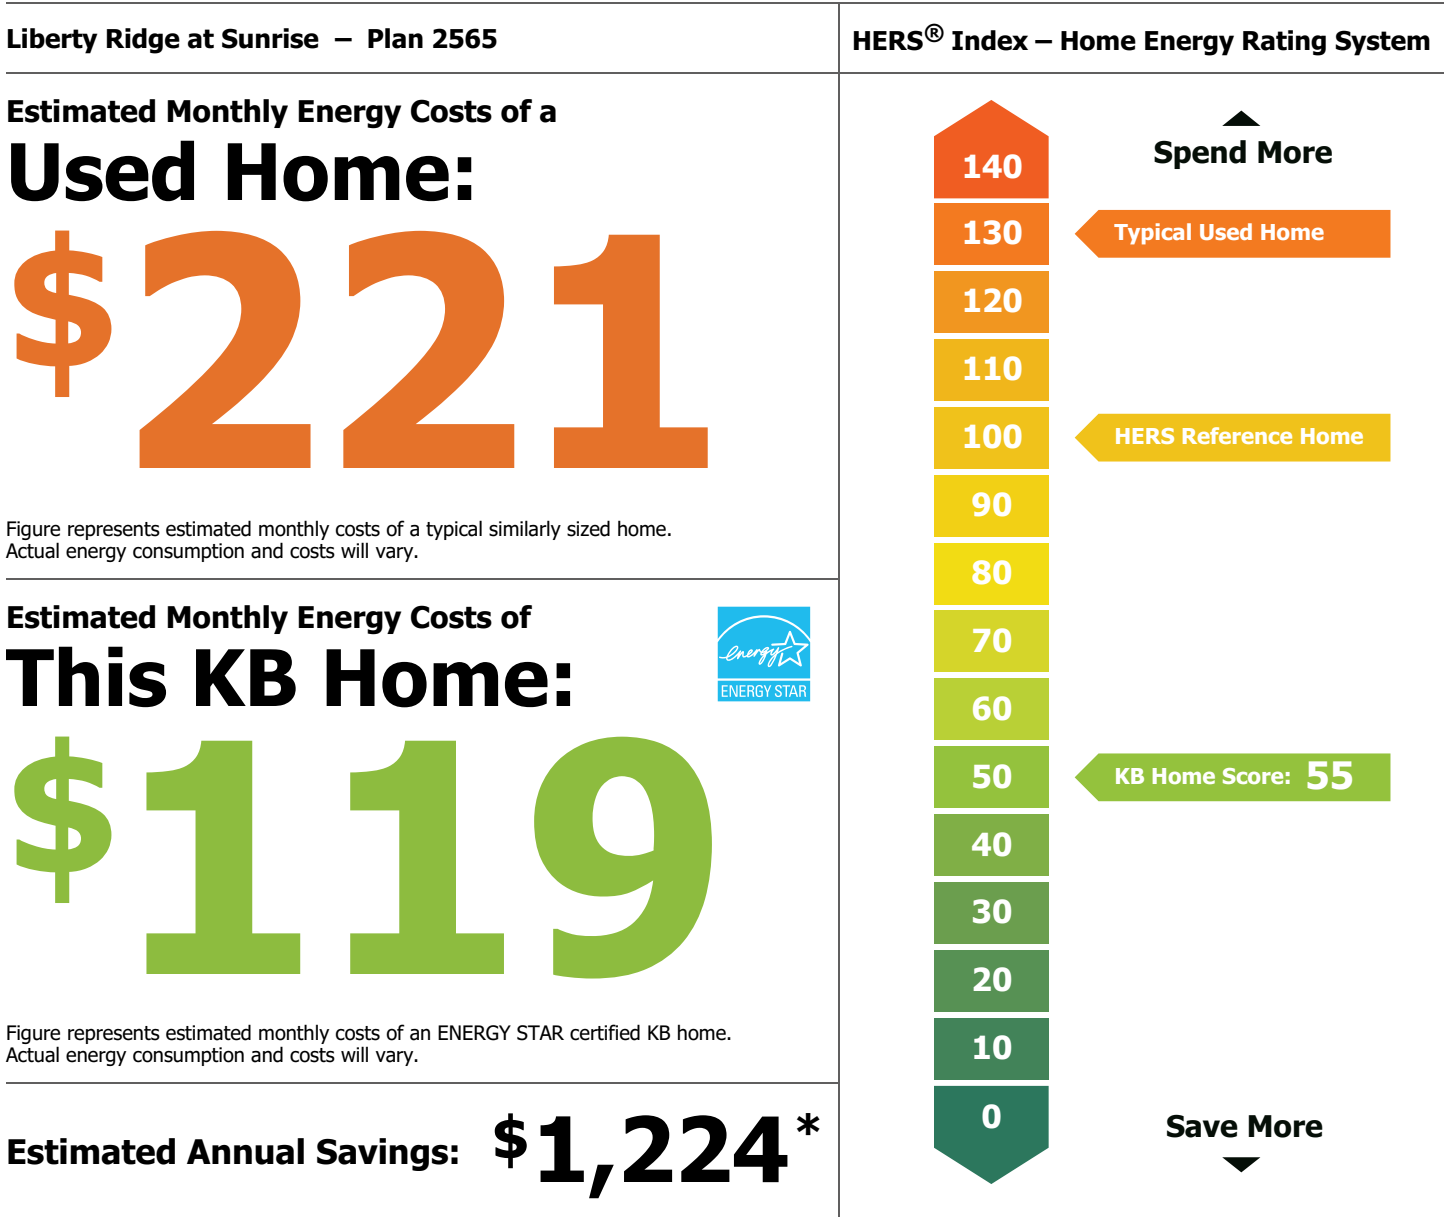 Liberty Ridge at Sunrise – Plan 2565
Estimated Monthly Energy Costs of a
Used Home:
$221
Figure represents estimated monthly costs of a typical similarly sized home.
Actual energy consumption and costs will vary.
Estimated Monthly Energy Costs of
This KB Home:
energy
ENERGY STAR
$119
Figure represents estimated monthly costs of an ENERGY STAR certified KB home.
Actual energy consumption and costs will vary.
Estimated Annual Savings: $1,224*
HERS® Index – Home Energy Rating System
Spend More
140
130 Typical Used Home
120
110
100 HERS Reference Home
90
80
70
60
50 KB Home Score: 55
40
30
20
10
0
Save More